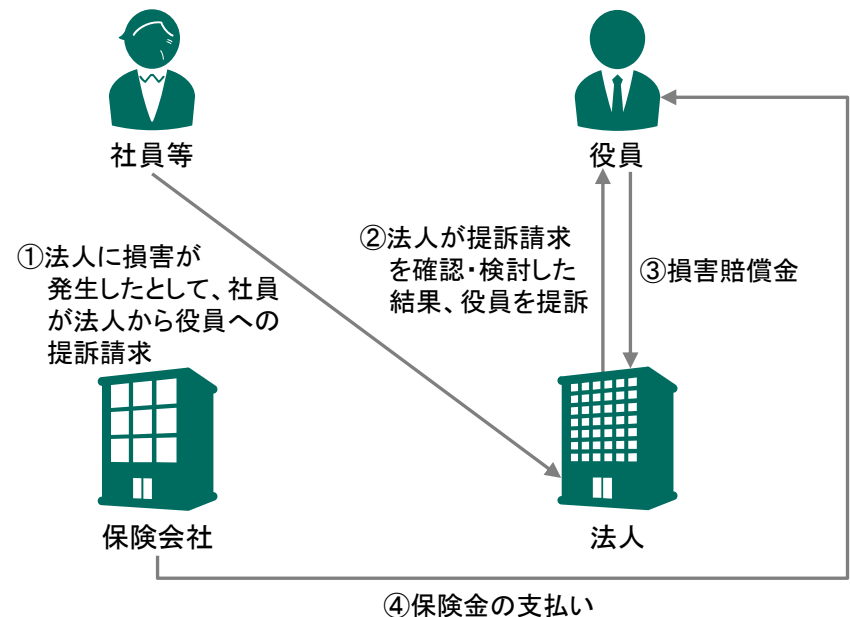 社員等
役員
①法人に損害が
発生したとして、社員
が法人から役員への
提訴請求
②法人が提訴請求
を確認・検討した
結果、役員を提訴
③損害賠償金
保険会社
法人
④保険金の支払い